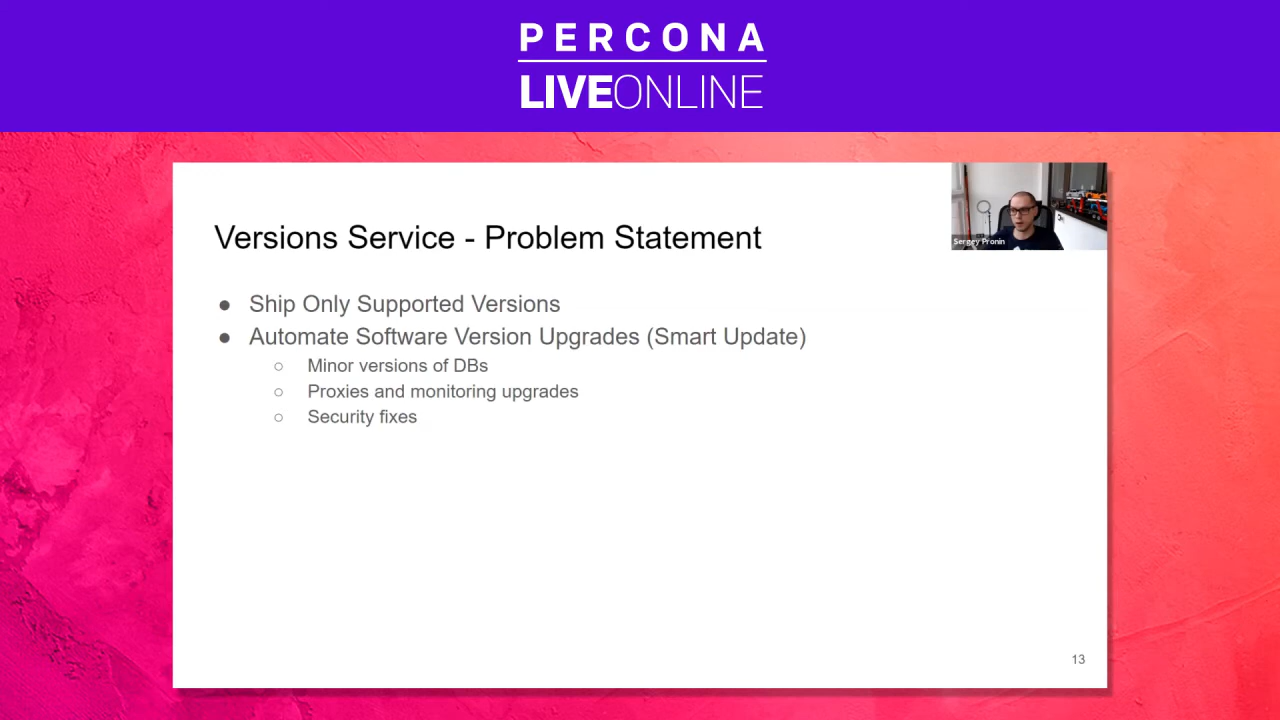 PERCONA
LIVEONLINE
Sergey Pronin
Versions Service - Problem Statement
● Ship Only Supported Versions
● Automate Software Version Upgrades (Smart Update)
○ Minor versions of DBs
○ Proxies and monitoring upgrades
○ Security fixes
13